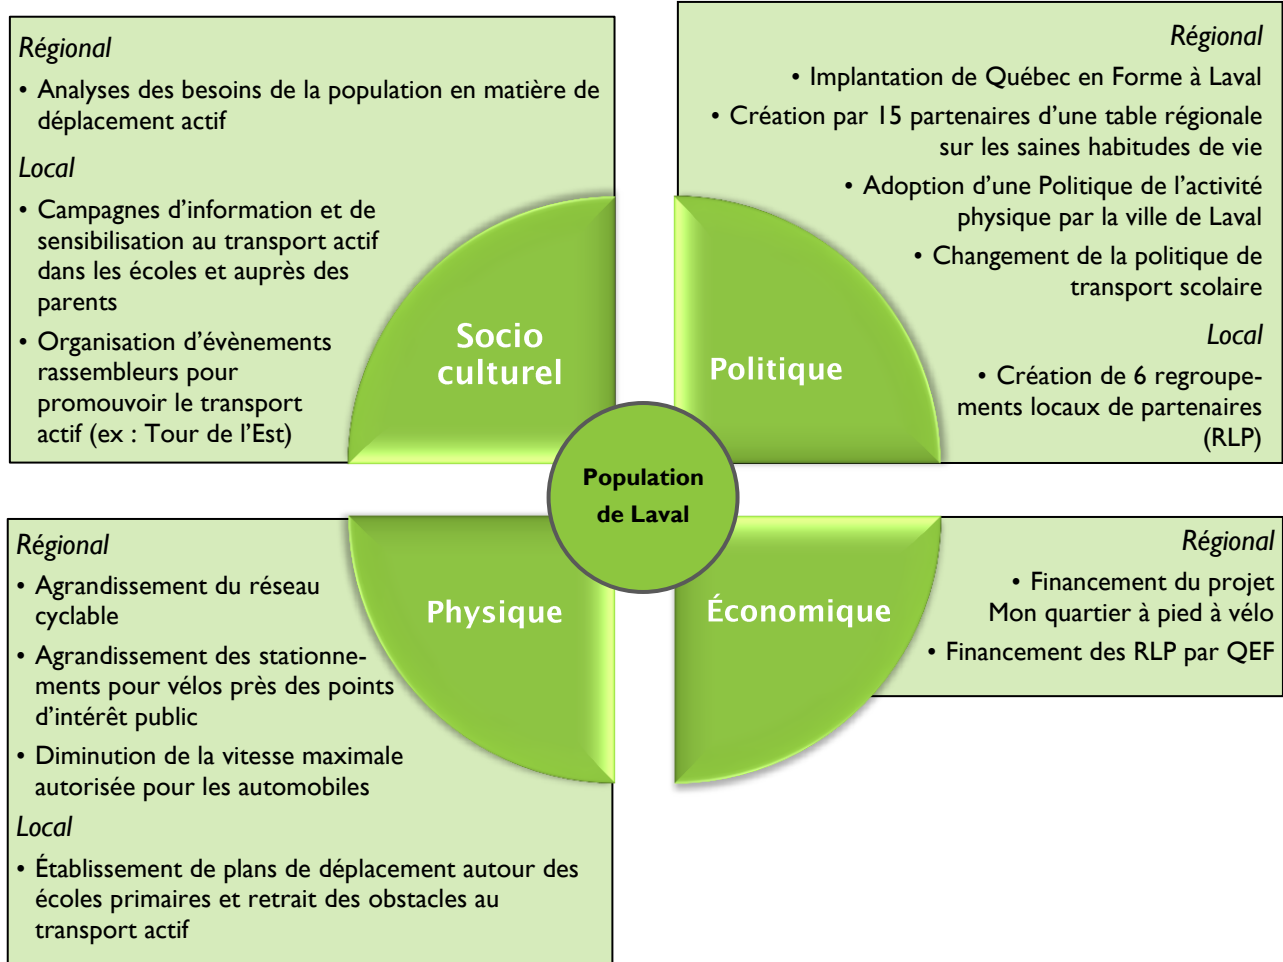 Régional
• Analyses des besoins de la population en matière de
déplacement actif
Local
• Campagnes d’information et de
sensibilisation au transport actif
dans les écoles et auprès des
parents
• Organisation d’évènements
rassembleurs pour
promouvoir le transport
actif (ex : Tour de l’Est)
Socio
culturel
Régional
• Implantation de Québec en Forme à Laval
• Création par 15 partenaires d’une table régionale
sur les saines habitudes de vie
• Adoption d’une Politique de l’activité
physique par la ville de Laval
• Changement de la politique de
transport scolaire
Local
• Création de 6 regroupe-
ments locaux de partenaires
(RLP)
Politique
Population
de Laval
Régional
• Agrandissement du réseau
cyclable
• Agrandissement des stationne-
ments pour vélos près des points
d’intérêt public
• Diminution de la vitesse maximale
autorisée pour les automobiles
Local
• Établissement de plans de déplacement autour des
écoles primaires et retrait des obstacles au
transport actif
Physique
Économique
Régional
• Financement du projet
Mon quartier à pied à vélo
• Financement des RLP par QEF